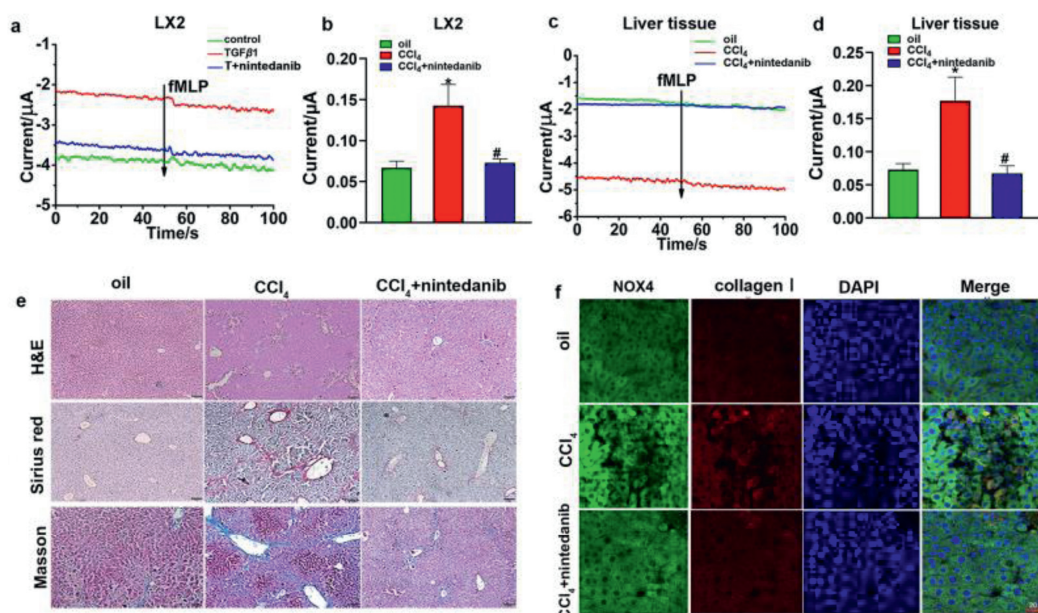 a
LX2
control
TGFβ1
T+nintedanib
fMLP
Current/μA
-1
-2
-3
-4
-5
0 20 40 60 80 100
Time/s
b
LX2
oil
CCl4
CCl4+nintedanib
Current/μA
0.20
0.15
0.10
0.05
0.00
*
#
c
Liver tissue
oil
CCl4
CCl4+nintedanib
fMLP
Current/μA
0
-1
-2
-3
-4
-5
-6
0 20 40 60 80 100
Time/s
d
Liver tissue
oil
CCl4
CCl4+nintedanib
Current/μA
0.25
0.20
0.15
0.10
0.05
0.00
*
#
e
oil CCl4 CCl4+nintedanib
H&E
Sirius red
Masson
f
NOX4 collagen I DAPI Merge
oil
CCl4
CCl4+nintedanib